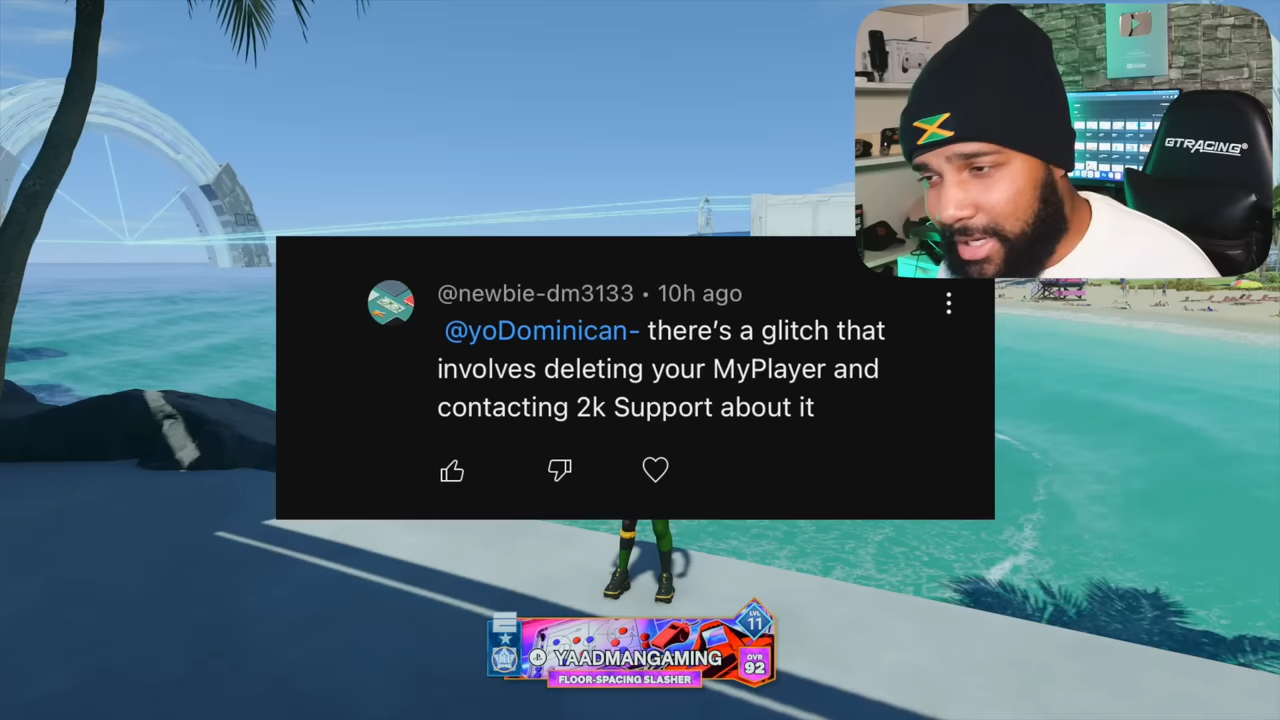 GTRACING®
@newbie-dm3133 • 10h ago
@yoDominican- there's a glitch that
involves deleting your MyPlayer and
contacting 2k Support about it
LVL
11
YAADMANGAMING
OVR
92
FLOOR-SPACING SLASHER